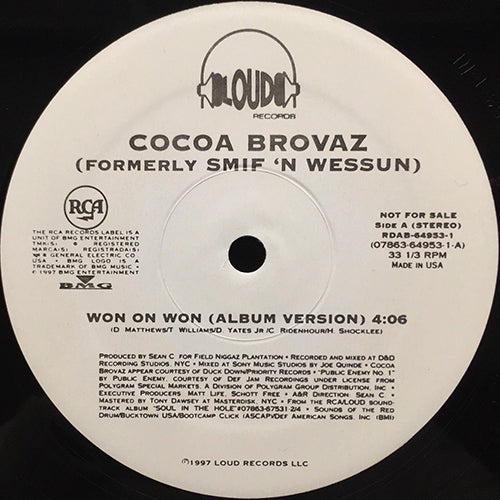 LOUD
RECORDS
COCOA BROVAZ
(FORMERLY SMIF 'N WESSUN)
RCA
THE RCA RECORDS LABEL IS A
UNIT OF BMG ENTERTAINMENT
TMK(S) ® REGISTERED
MARCA(S) REGISTRADA(S)
® GENERAL ELECTRIC CO.
USA • BMG LOGO IS A
TRADEMARK OF BMG MUSIC •
© 1997 BMG ENTERTAINMENT
BMG
NOT FOR SALE
SIDE A (STEREO)
RDAB-64953-1
(07863-64953-1-A)
33 1/3 RPM
MADE IN USA
WON ON WON (ALBUM VERSION) 4:06
(D. MATTHEWS/T. WILLIAMS/D. YATES JR./C. RIDENHOUR/H. SHOCKLEE)
PRODUCED BY SEAN C. FOR FIELD NIGGAZ PLANTATION • RECORDED AND MIXED AT D&D
RECORDING STUDIOS, NYC • MIXED AT SONY MUSIC STUDIOS BY JOE QUINDE • COCOA
BROVAZ APPEAR COURTESY OF DUCK DOWN/PRIORITY RECORDS • "PUBLIC ENEMY NO. 1"
BY PUBLIC ENEMY, COURTESY OF DEF JAM RECORDINGS UNDER LICENSE FROM
POLYGRAM SPECIAL MARKETS, A DIVISION OF POLYGRAM GROUP DISTRIBUTION, INC. •
EXECUTIVE PRODUCERS: MATT LIFE, SCHOTT FREE • A&R DIRECTION: SEAN C. •
MASTERED BY TONY DAWSEY AT MASTERDISK, NYC • FROM THE RCA/LOUD SOUND-
TRACK ALBUM "SOUL IN THE HOLE" #07863-67531-2/4 • SOUNDS OF THE RED
DRUM/BUCKTOWN USA/BOOTCAMP CLICK (ASCAP)/DEF AMERICAN SONGS, INC. (BMI)
℗©1997 LOUD RECORDS LLC